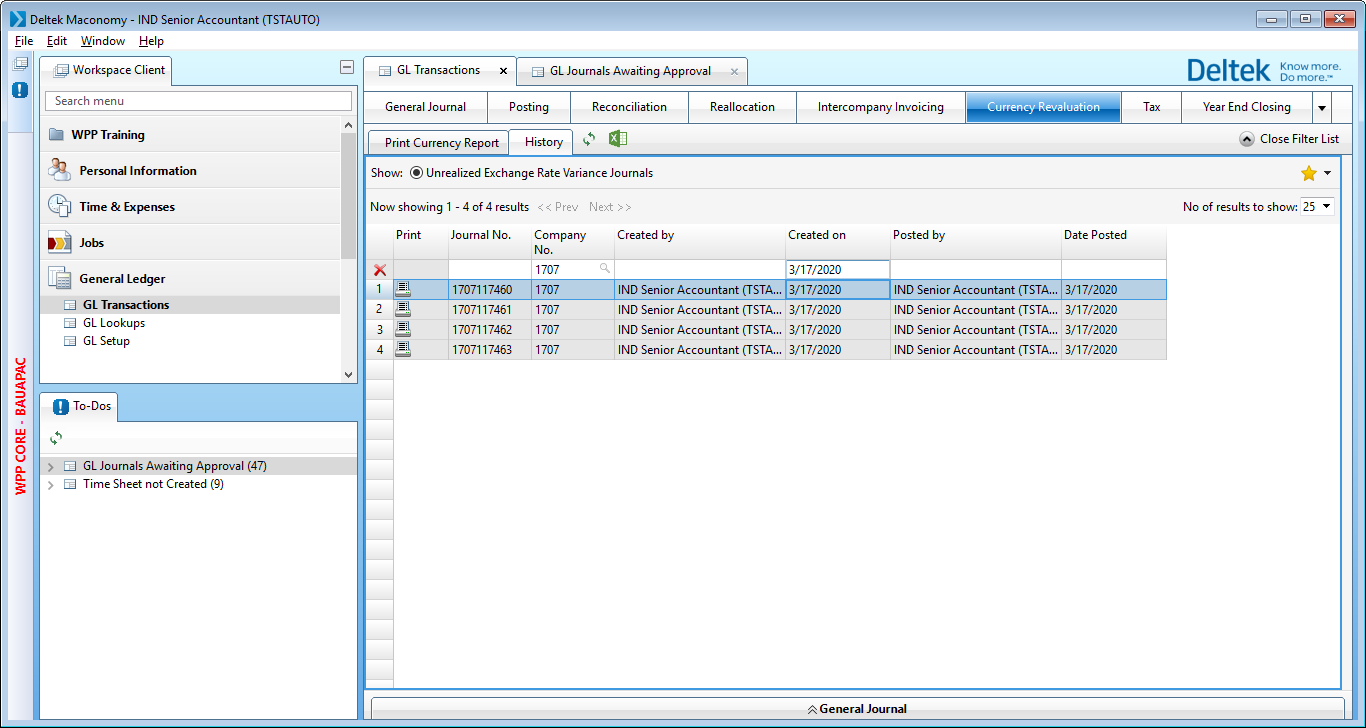 Deltek Maconomy - IND Senior Accountant (TSTAUTO)
File Edit Window Help
Workspace Client
Search menu
WPP Training
Personal Information
Time & Expenses
Jobs
General Ledger
GL Transactions
GL Lookups
GL Setup
WPP CORE - BAUAPAC
To-Dos
GL Journals Awaiting Approval (47)
Time Sheet not Created (9)
GL Transactions GL Journals Awaiting Approval
Deltek Know more.
Do more.™
General Journal Posting Reconciliation Reallocation Intercompany Invoicing Currency Revaluation Tax Year End Closing
Print Currency Report History Close Filter List
Show: Unrealized Exchange Rate Variance Journals
Now showing 1 - 4 of 4 results << Prev Next >> No of results to show: 25
Print Journal No. Company No. Created by Created on Posted by Date Posted
1707 3/17/2020
1 1707117460 1707 IND Senior Accountant (TSTA... 3/17/2020 IND Senior Accountant (TSTA... 3/17/2020
2 1707117461 1707 IND Senior Accountant (TSTA... 3/17/2020 IND Senior Accountant (TSTA... 3/17/2020
3 1707117462 1707 IND Senior Accountant (TSTA... 3/17/2020 IND Senior Accountant (TSTA... 3/17/2020
4 1707117463 1707 IND Senior Accountant (TSTA... 3/17/2020 IND Senior Accountant (TSTA... 3/17/2020
General Journal